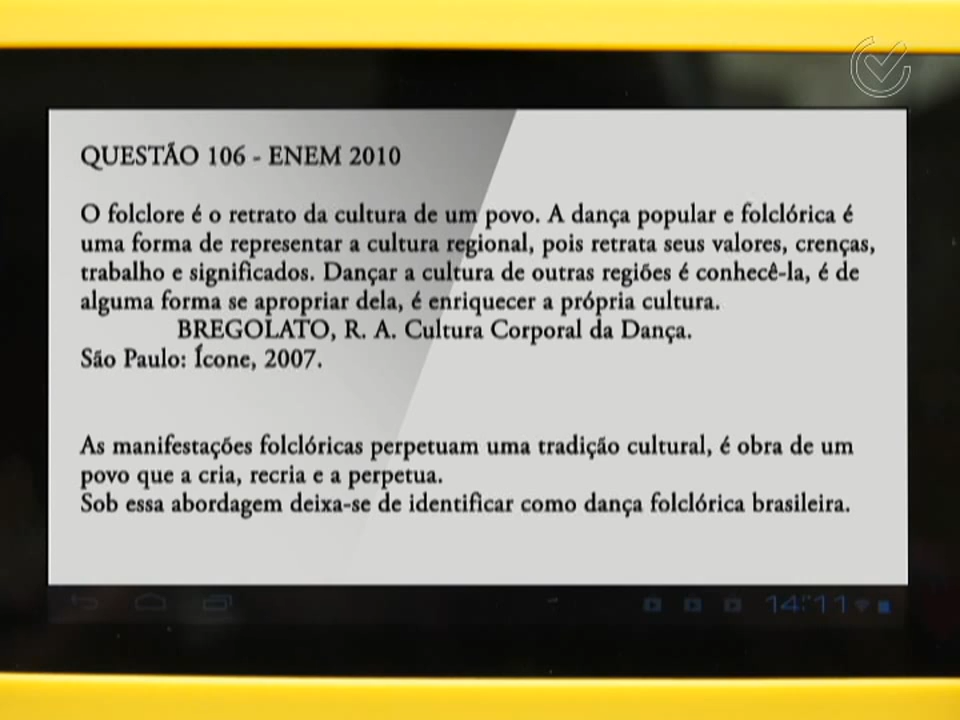 QUESTÃO 106 - ENEM 2010
O folclore é o retrato da cultura de um povo. A dança popular e folclórica é
uma forma de representar a cultura regional, pois retrata seus valores, crenças,
trabalho e significados. Dançar a cultura de outras regiões é conhecê-la, é de
alguma forma se apropriar dela, é enriquecer a própria cultura.
BREGOLATO, R. A. Cultura Corporal da Dança.
São Paulo: Ícone, 2007.
As manifestações folclóricas perpetuam uma tradição cultural, é obra de um
povo que a cria, recria e a perpetua.
Sob essa abordagem deixa-se de identificar como dança folclórica brasileira.
14:11